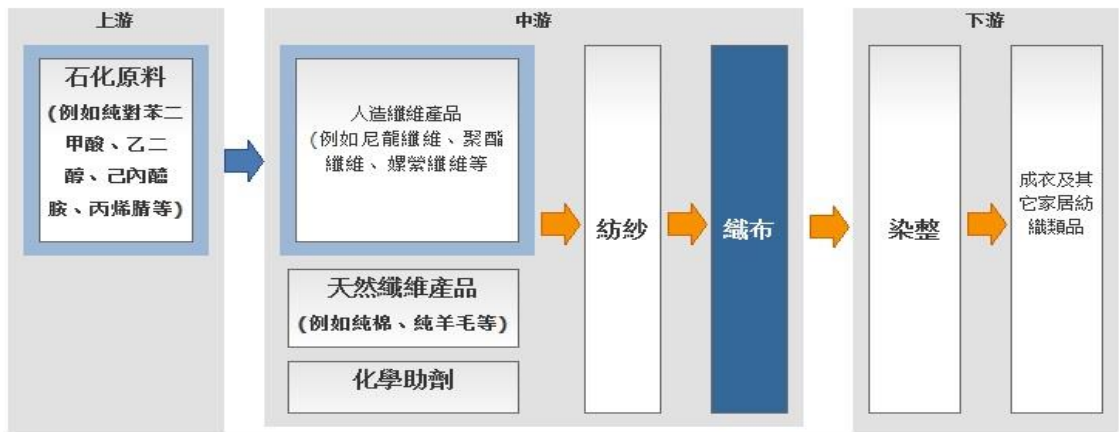 上游
石化原料
(例如純對苯二
甲酸、乙二
醇、己內醯
胺、丙烯腈等)
中游
人造纖維產品
(例如尼龍纖維、聚酯
纖維、嫘縈纖維等
天然纖維產品
(例如純棉、純羊毛等)
化學助劑
紡紗
織布
下游
染整
成衣及其
它家居紡
織類品